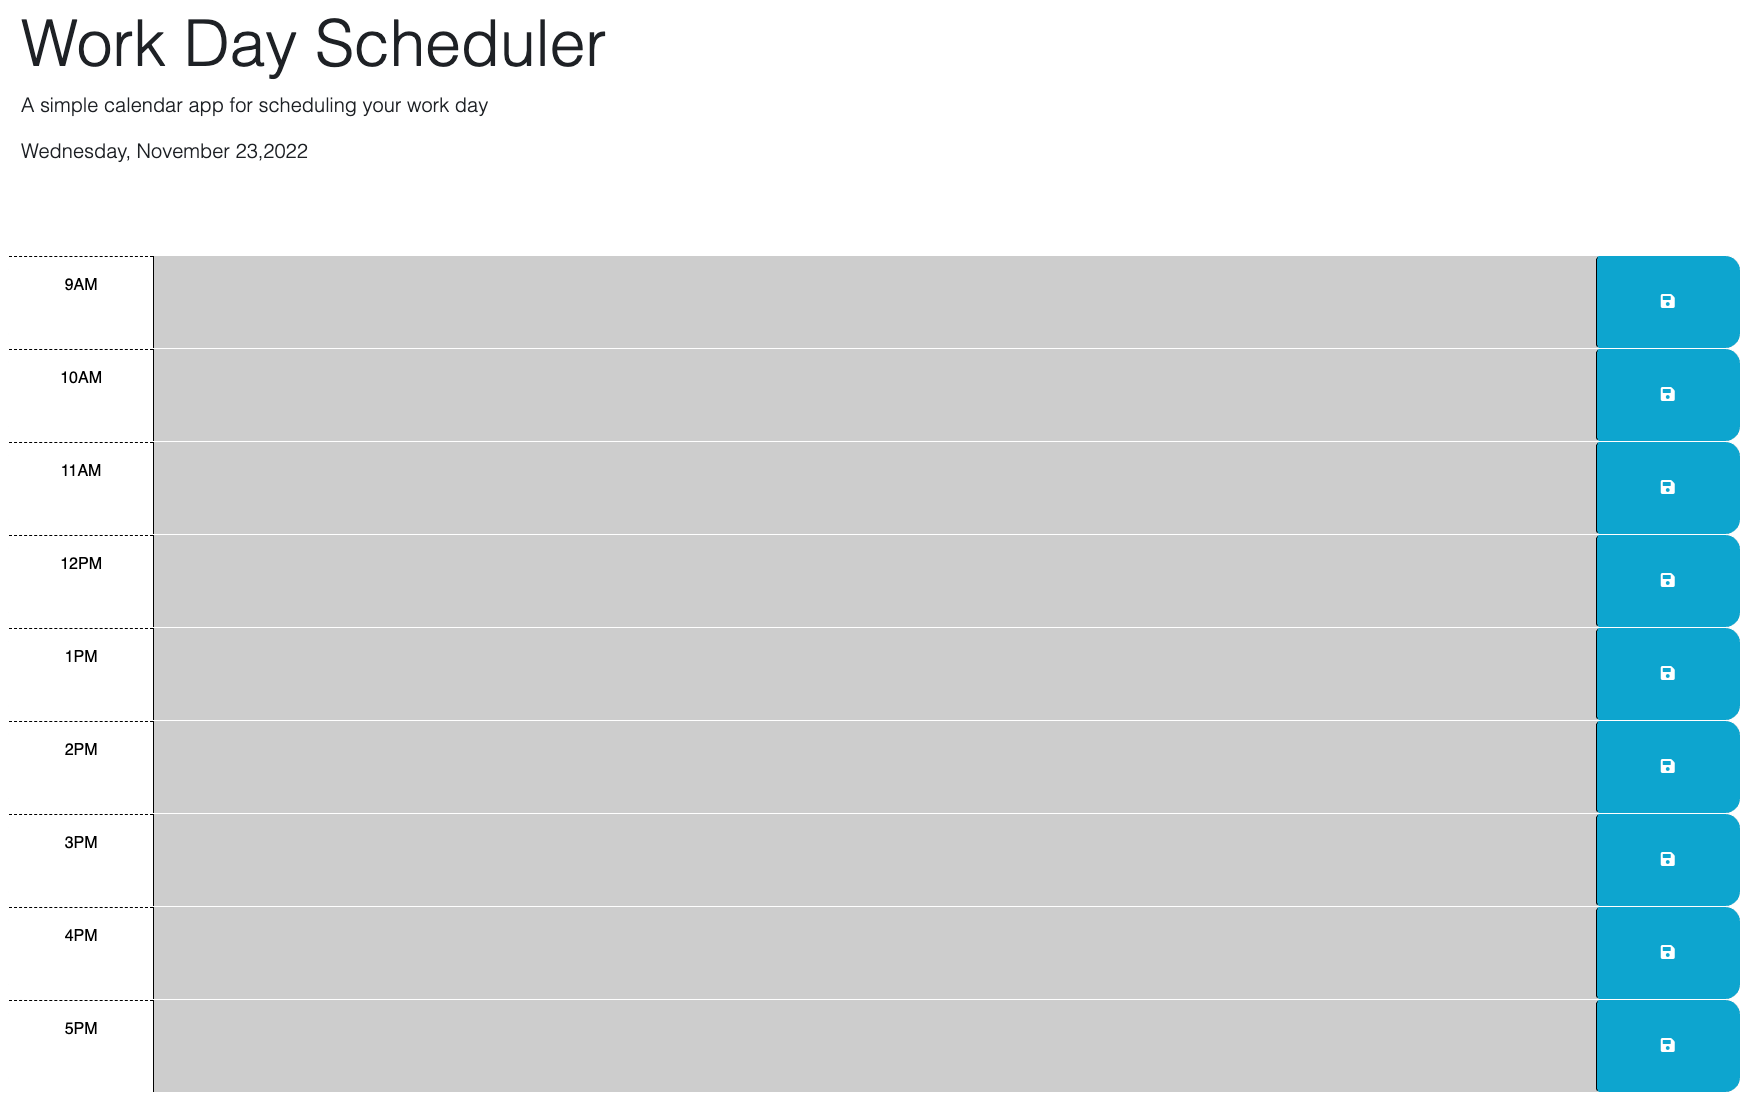 Work Day Scheduler
A simple calendar app for scheduling your work day
Wednesday, November 23,2022
9AM
10AM
11AM
12PM
1PM
2PM
3PM
4PM
5PM